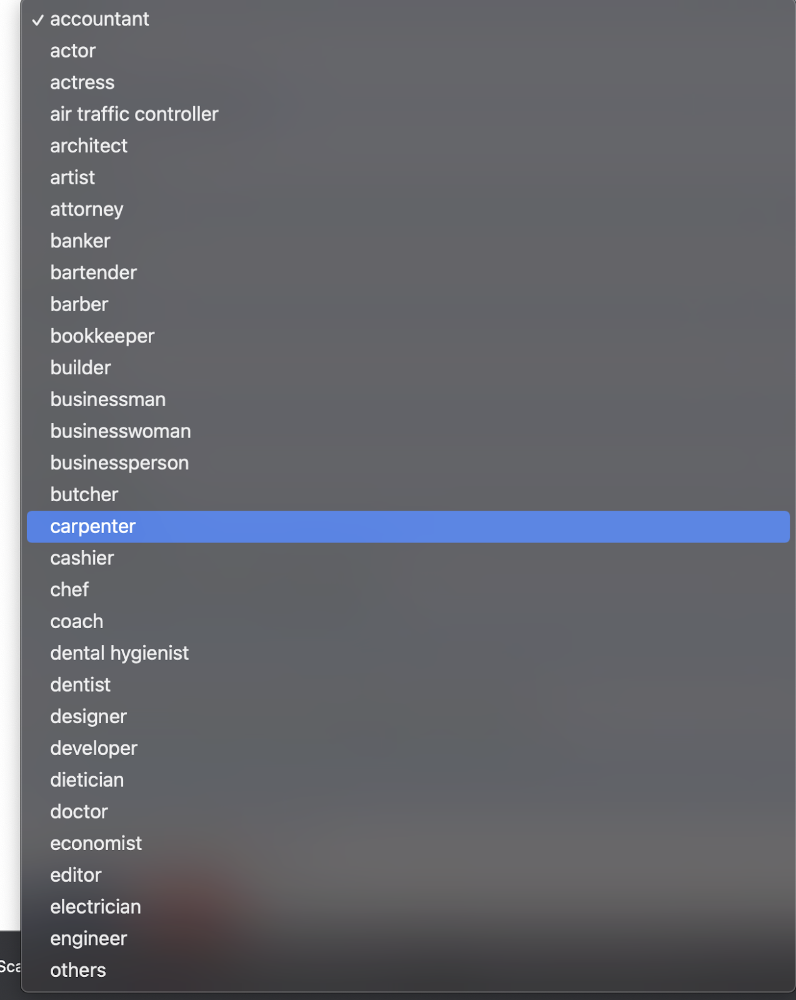 ✓ accountant
actor
actress
air traffic controller
architect
artist
attorney
banker
bartender
barber
bookkeeper
builder
businessman
businesswoman
businessperson
butcher
carpenter
cashier
chef
coach
dental hygienist
dentist
designer
developer
dietician
doctor
economist
editor
electrician
engineer
others